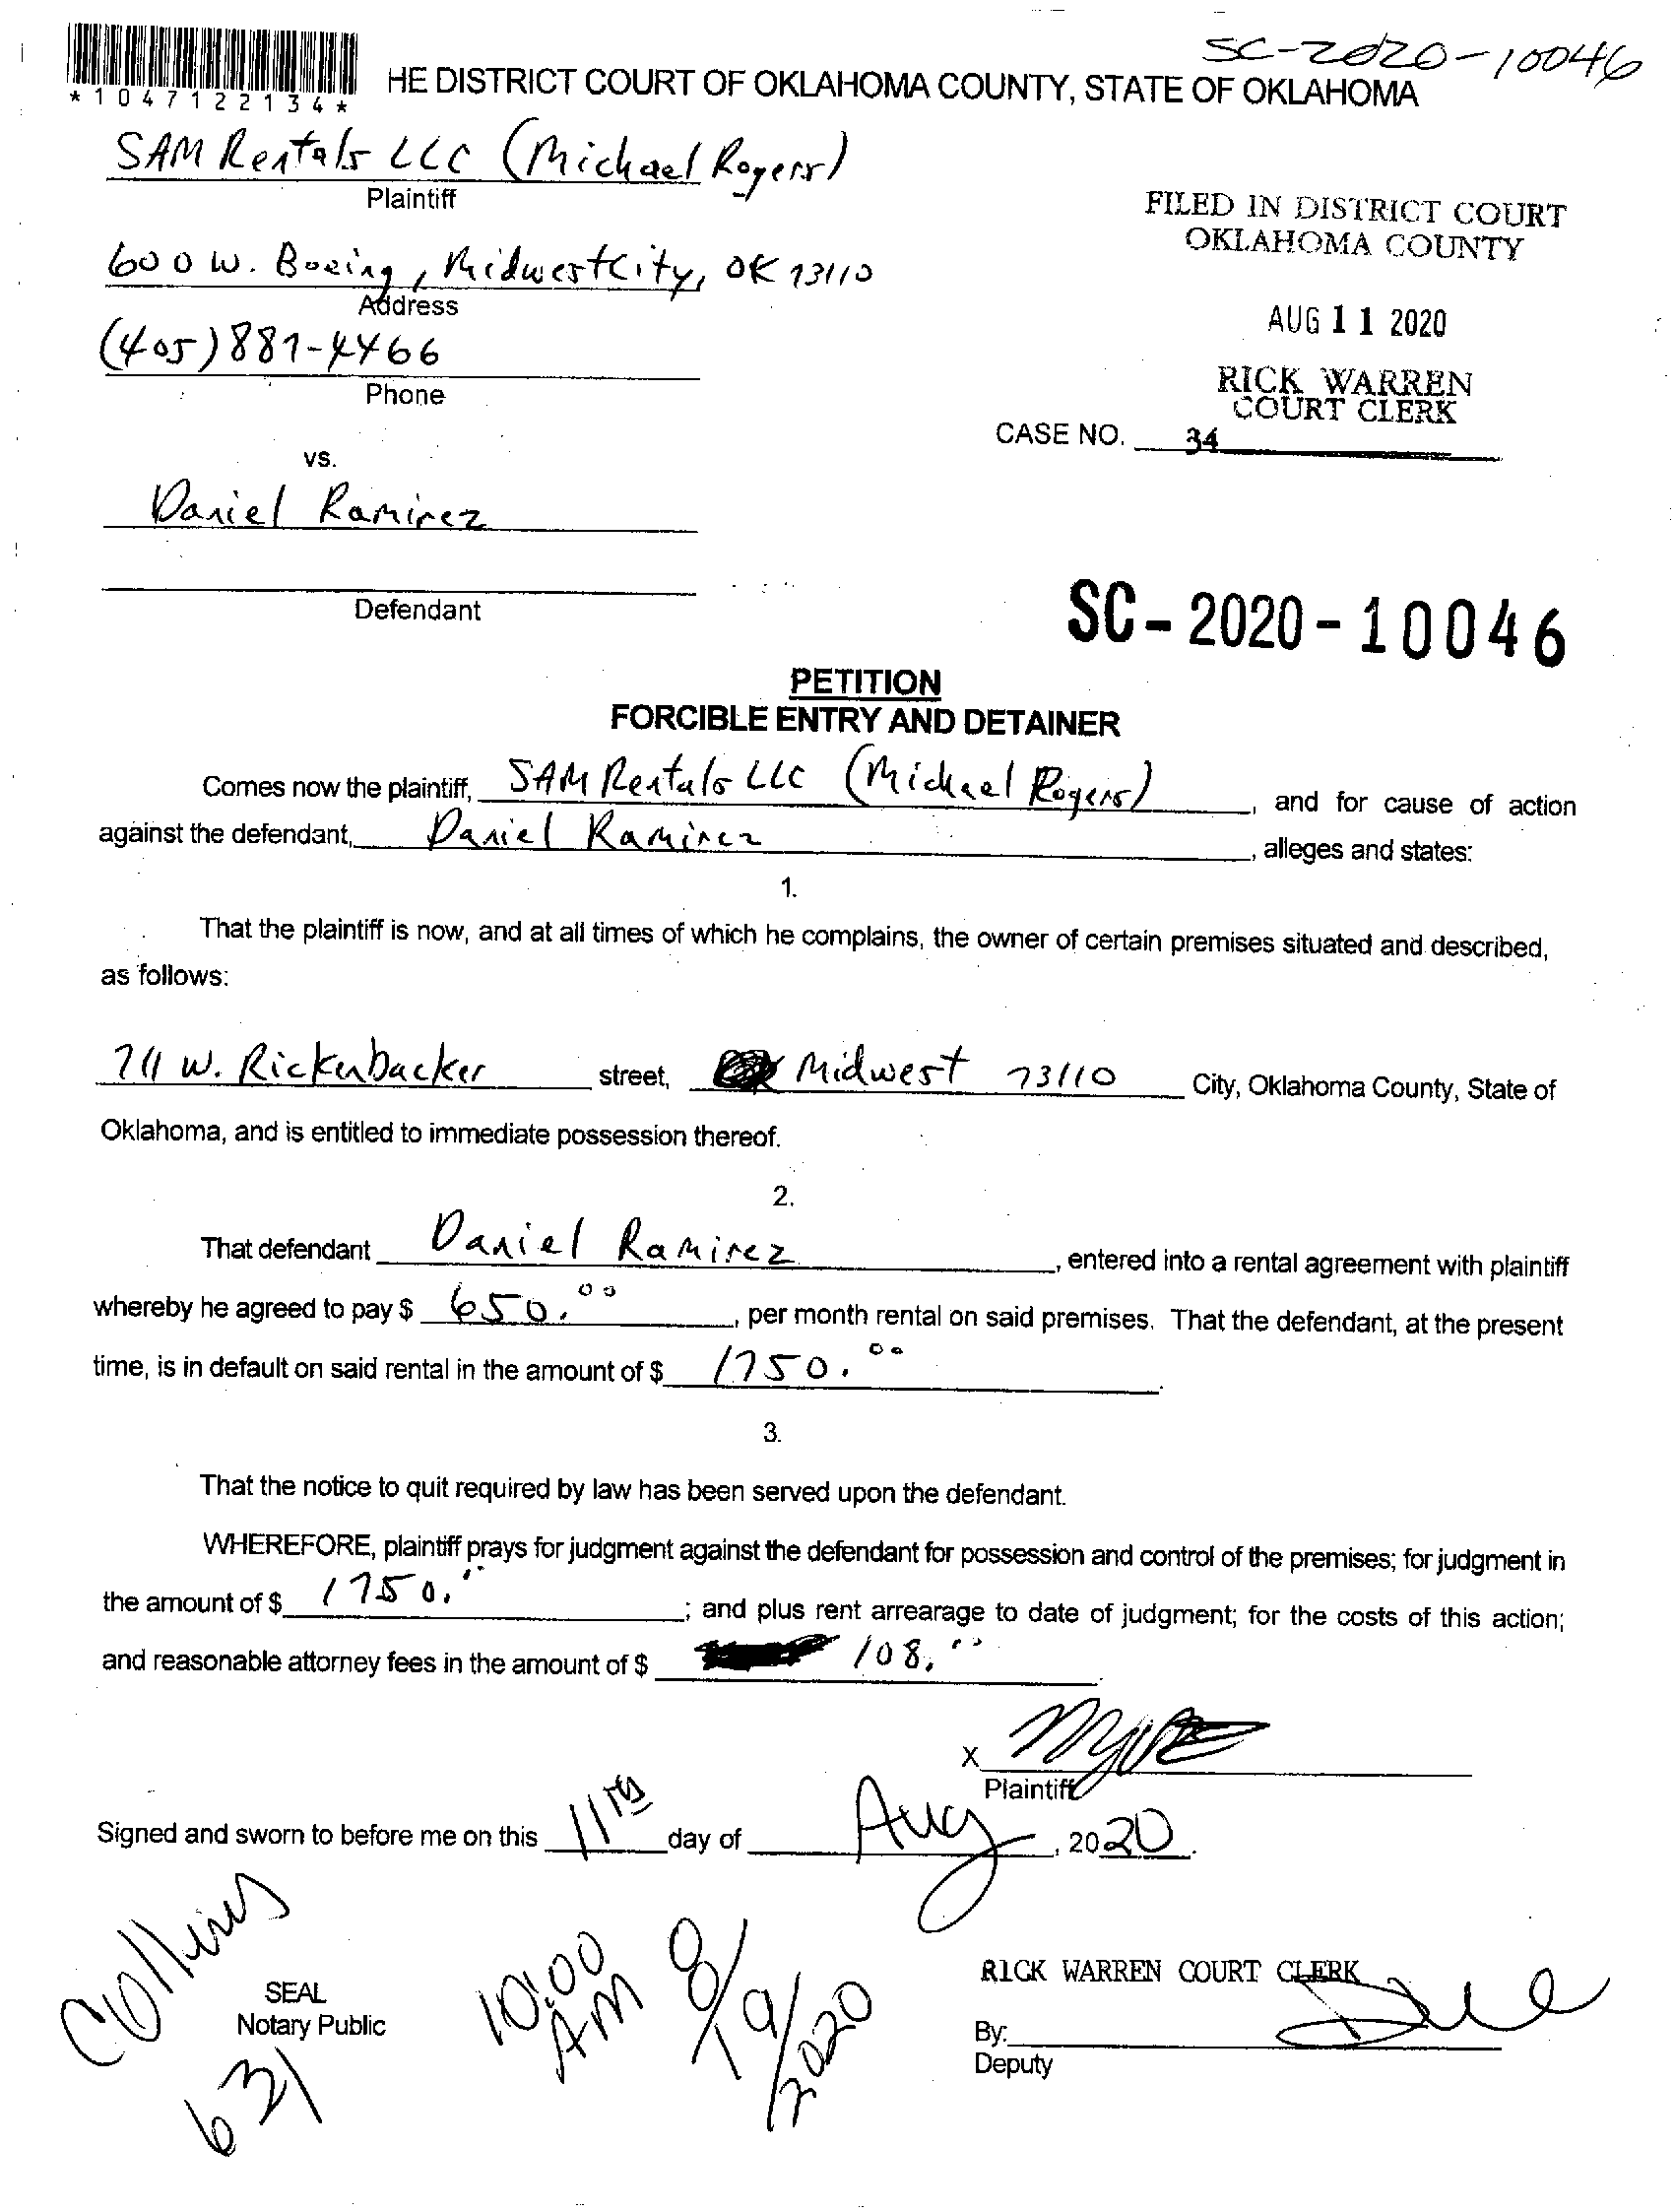 SC-2020-10046
*1047122134*
HE DISTRICT COURT OF OKLAHOMA COUNTY, STATE OF OKLAHOMA
SAM Rentals LLC (Michael Rogers)
Plaintiff
FILED IN DISTRICT COURT
OKLAHOMA COUNTY
600 W. Boeing, Midwest City, OK 73110
Address
AUG 11 2020
(405) 881-4466
Phone
RICK WARREN
COURT CLERK
CASE NO. 34
vs.
Daniel Ramirez
Defendant
SC-2020-10046
PETITION
FORCIBLE ENTRY AND DETAINER
Comes now the plaintiff, SAM Rentals LLC (Michael Rogers), and for cause of action
against the defendant, Daniel Ramirez, alleges and states:
1.
That the plaintiff is now, and at all times of which he complains, the owner of certain premises situated and described,
as follows:
711 W. Rickenbacker street, Midwest 73110 City, Oklahoma County, State of
Oklahoma, and is entitled to immediate possession thereof.
2.
That defendant Daniel Ramirez, entered into a rental agreement with plaintiff
whereby he agreed to pay $ 650.00, per month rental on said premises. That the defendant, at the present
time, is in default on said rental in the amount of $ 1750.00.
3.
That the notice to quit required by law has been served upon the defendant.
WHEREFORE, plaintiff prays for judgment against the defendant for possession and control of the premises; for judgment in
the amount of $ 1750.00; and plus rent arrearage to date of judgment; for the costs of this action;
and reasonable attorney fees in the amount of $ 108.00.
X
Plaintiff
Signed and sworn to before me on this 11th day of Aug, 2020.
Collins
631
SEAL
Notary Public
10:00
AM
8/19/2020
RICK WARREN COURT CLERK
By:
Deputy